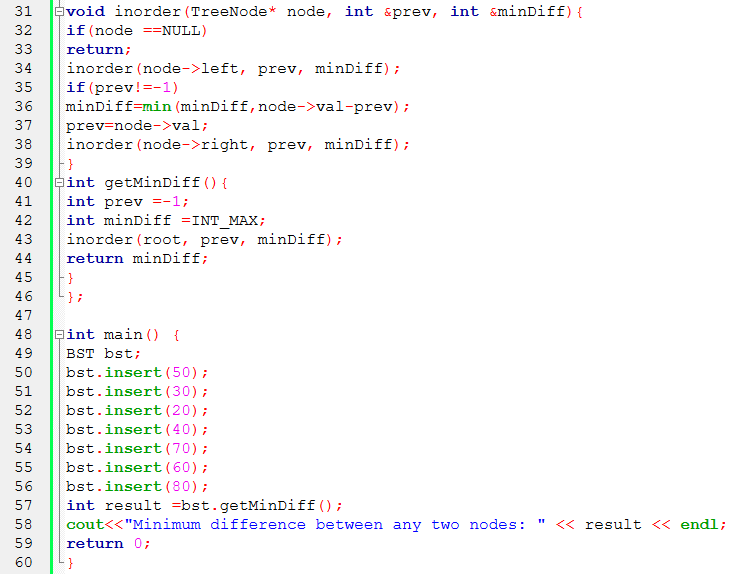 31 void inorder(TreeNode* node, int &prev, int &minDiff){
32 if(node ==NULL)
33 return;
34 inorder(node->left, prev, minDiff);
35 if(prev!=-1)
36 minDiff=min(minDiff,node->val-prev);
37 prev=node->val;
38 inorder(node->right, prev, minDiff);
39 }
40 int getMinDiff(){
41 int prev =-1;
42 int minDiff =INT_MAX;
43 inorder(root, prev, minDiff);
44 return minDiff;
45 }
46 };
47
48 int main() {
49 BST bst;
50 bst.insert(50);
51 bst.insert(30);
52 bst.insert(20);
53 bst.insert(40);
54 bst.insert(70);
55 bst.insert(60);
56 bst.insert(80);
57 int result =bst.getMinDiff();
58 cout<<"Minimum difference between any two nodes: " << result << endl;
59 return 0;
60 }